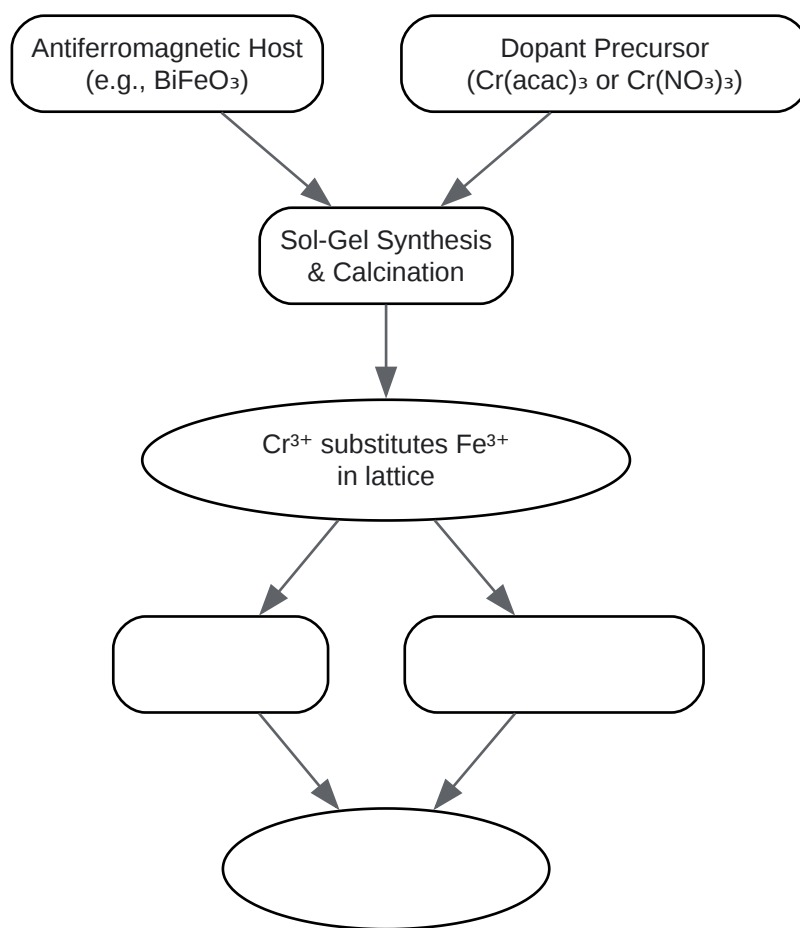 Antiferromagnetic Host
(e.g., BiFeO₃)
Dopant Precursor
(Cr(acac)₃ or Cr(NO₃)₃)
Sol-Gel Synthesis
& Calcination
Cr³⁺ substitutes Fe³⁺
in lattice